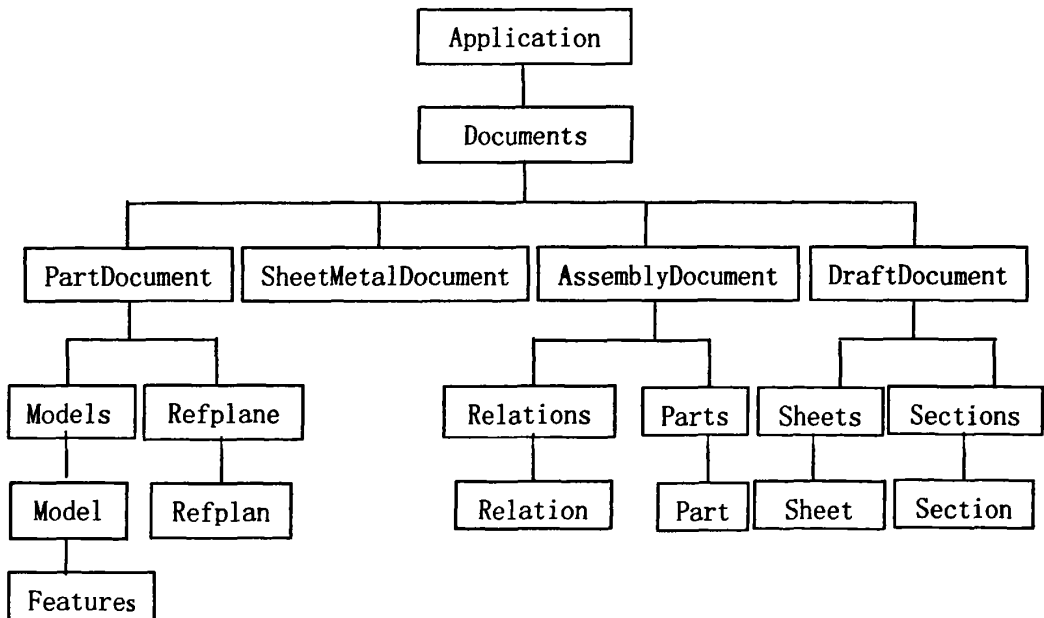 Application
Documents
PartDocument
SheetMetalDocument
AssemblyDocument
DraftDocument
Models
Refplane
Relations
Parts
Sheets
Sections
Model
Refplan
Relation
Part
Sheet
Section
Features